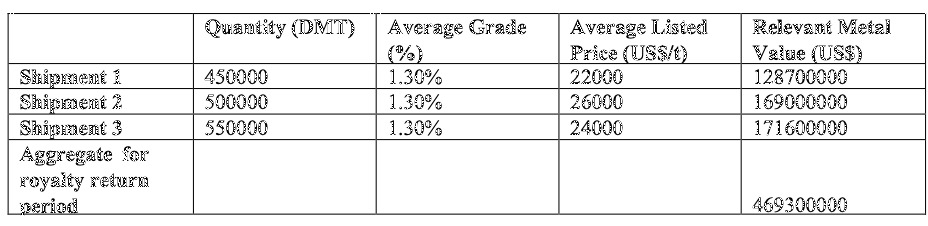 Quantity (DMT) Average Grade (%) Average Listed Price (US$/t) Relevant Metal Value (US$)
Shipment 1 450000 1.30% 22000 128700000
Shipment 2 500000 1.30% 26000 169000000
Shipment 3 550000 1.30% 24000 171600000
Aggregate for
royalty return
period 469300000